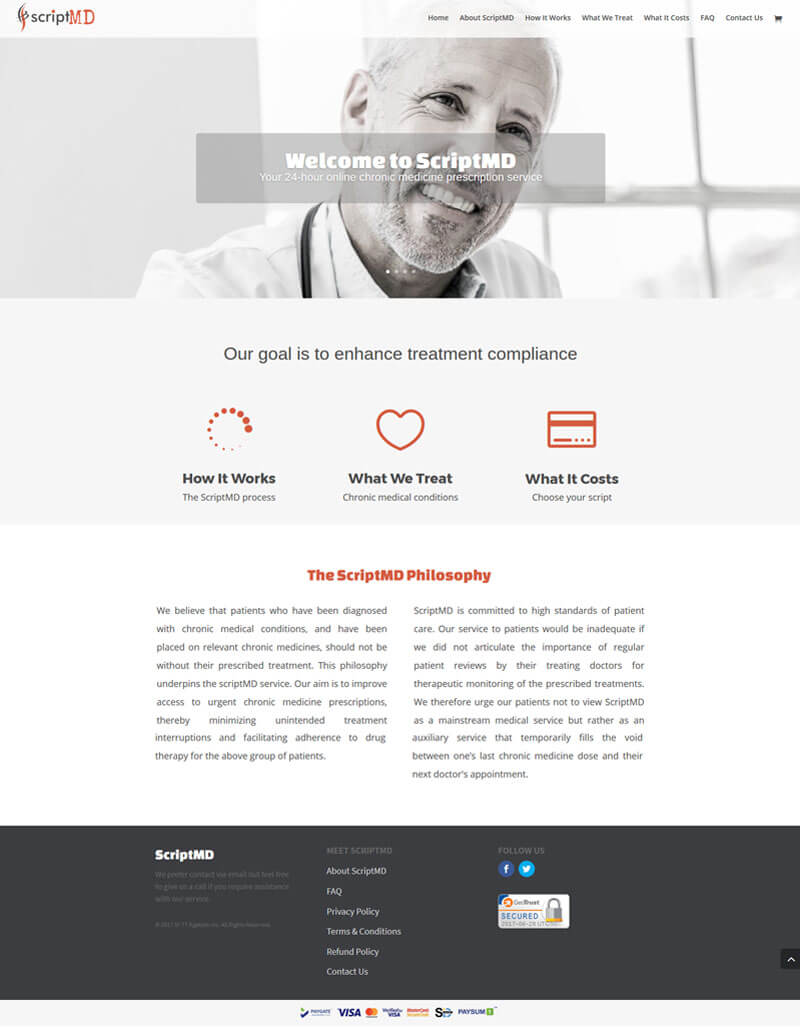 scriptMD
Home About ScriptMD How It Works What We Treat What It Costs FAQ Contact Us
Welcome to ScriptMD
Your 24-hour online chronic medicine prescription service
Our goal is to enhance treatment compliance
How It Works What We Treat What It Costs
The ScriptMD process Chronic medical conditions Choose your script
The ScriptMD Philosophy
We believe that patients who have been diagnosed
with chronic medical conditions, and have been
placed on relevant chronic medicines, should not be
without their prescribed treatment. This philosophy
underpins the scriptMD service. Our aim is to improve
access to urgent chronic medicine prescriptions,
thereby minimizing unintended treatment
interruptions and facilitating adherence to drug
therapy for the above group of patients.
ScriptMD is committed to high standards of patient
care. Our service to patients would be inadequate if
we did not articulate the importance of regular
patient reviews by their treating doctors for
therapeutic monitoring of the prescribed treatments.
We therefore urge our patients not to view ScriptMD
as a mainstream medical service but rather as an
auxiliary service that temporarily fills the void
between one's last chronic medicine dose and their
next doctor's appointment.
ScriptMD
We prefer contact via email but feel free
to give us a call if you require assistance
with our service.
© 2017 Inc. All Rights Reserved.
MEET SCRIPTMD
About ScriptMD
FAQ
Privacy Policy
Terms & Conditions
Refund Policy
Contact Us
FOLLOW US
GeoTrust
SECURED
2017-06-28 UTC
PAYGATE VISA MasterCard Verified by VISA MasterCard SecureCode PAYSUM